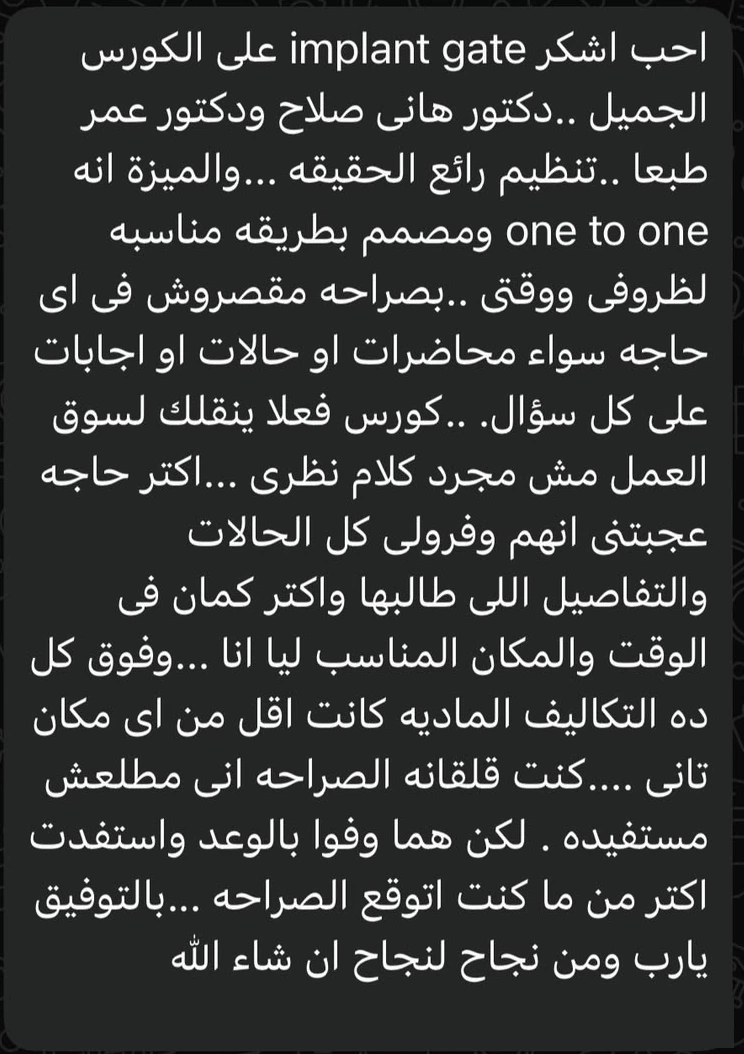 احب اشكر implant gate على الكورس
الجميل ..دكتور هانى صلاح ودكتور عمر
طبعا ..تنظيم رائع الحقيقه ...والميزة انه
one to one ومصمم بطريقه مناسبه
لظروفى ووقتى ..بصراحه مقصروش فى اى
حاجه سواء محاضرات او حالات او اجابات
على كل سؤال. ..كورس فعلا ينقلك لسوق
العمل مش مجرد كلام نظرى ...اكتر حاجه
عجبتنى انهم وفرولى كل الحالات
والتفاصيل اللى طالبها واكتر كمان فى
الوقت والمكان المناسب ليا انا ...وفوق كل
ده التكاليف الماديه كانت اقل من اى مكان
تانى ....كنت قلقانه الصراحه انى مطلعش
مستفيده . لكن هما وفوا بالوعد واستفدت
اكتر من ما كنت اتوقع الصراحه ...بالتوفيق
يارب ومن نجاح لنجاح ان شاء الله